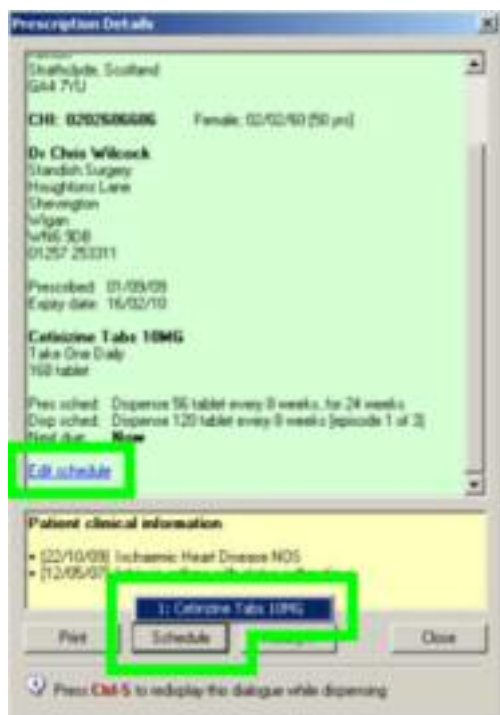 Prescription Details
Strathclyde, Scotland
GA4 7YU
CHI: 0202606606 Female: 02/02/60 [50 yrs]
Dr Chris Wilcock
Standish Surgery
Houghtons Lane
Shevington
Wigan
WN6 9DB
01257 253311
Prescribed: 01/09/09
Expiry date: 16/02/10
Cetirizine Tabs 10MG
Take One Daily
168 tablet
Pres sched: Dispense 56 tablet every 8 weeks, for 24 weeks
Disp sched: Dispense 120 tablet every 8 weeks [episode 1 of 3]
Next due: Now
Edit schedule
Patient clinical information
• [22/10/09] Ischaemic Heart Disease NOS
• [12/05/07]
1: Cetirizine Tabs 10MG
Print Schedule Close
Press Ctrl-S to redisplay this dialogue while dispensing